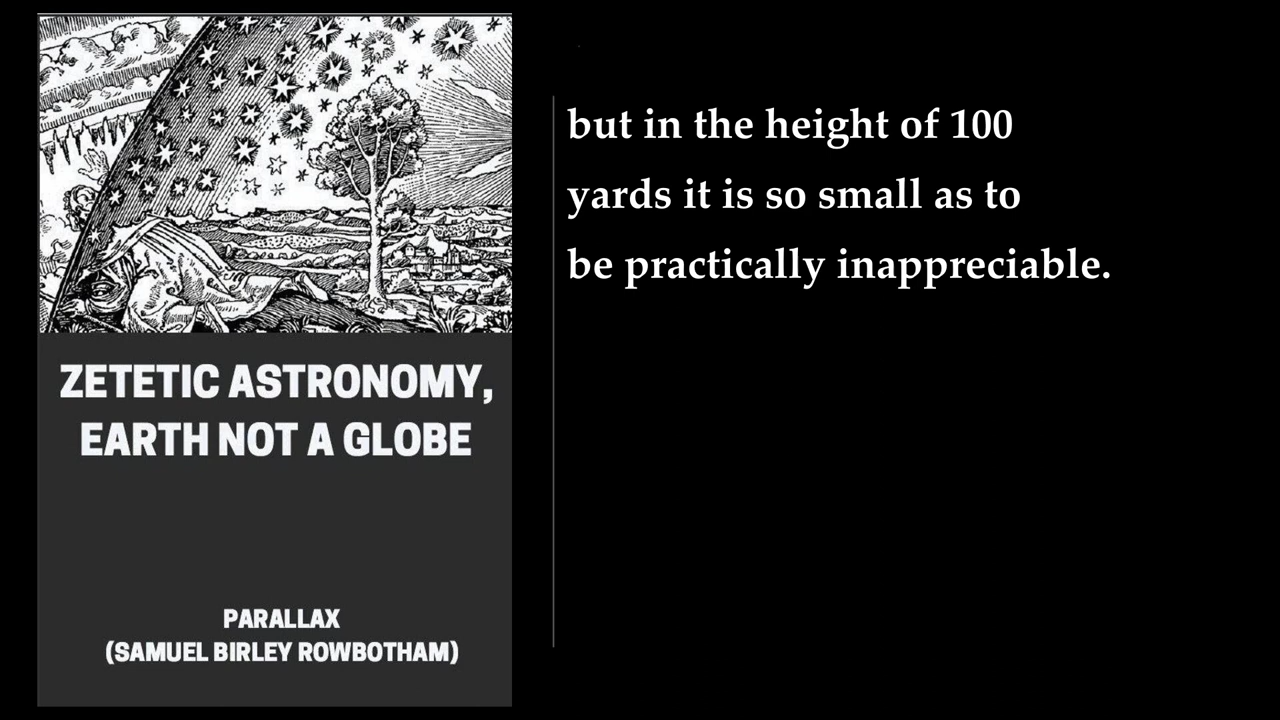 ZETETIC ASTRONOMY,
EARTH NOT A GLOBE
PARALLAX
(SAMUEL BIRLEY ROWBOTHAM)
but in the height of 100
yards it is so small as to
be practically inappreciable.